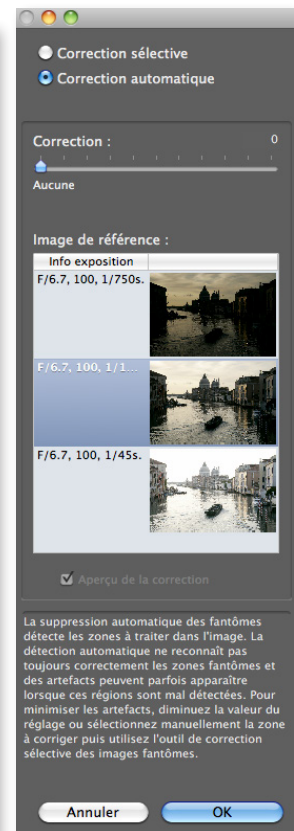 Correction sélective
Correction automatique
Correction : 0
Aucune
Image de référence :
Info exposition
F/6.7, 100, 1/750s.
F/6.7, 100, 1/1...
F/6.7, 100, 1/45s.
Aperçu de la correction
La suppression automatique des fantômes
détecte les zones à traiter dans l'image. La
détection automatique ne reconnaît pas
toujours correctement les zones fantômes et
des artefacts peuvent parfois apparaître
lorsque ces régions sont mal détectées. Pour
minimiser les artefacts, diminuez la valeur du
réglage ou sélectionnez manuellement la zone
à corriger puis utilisez l'outil de correction
sélective des images fantômes.
Annuler OK